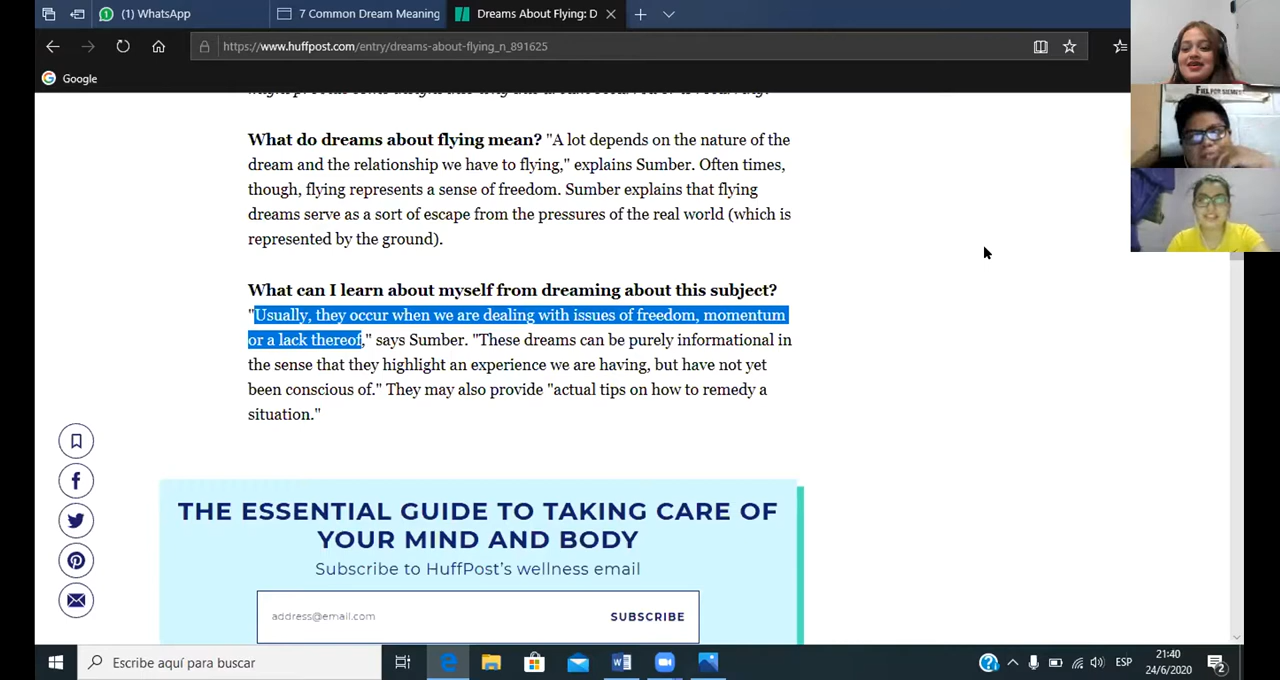 (1) WhatsApp
7 Common Dream Meaning
Dreams About Flying: D
https://www.huffpost.com/entry/dreams-about-flying_n_891625
Google
What do dreams about flying mean? "A lot depends on the nature of the
dream and the relationship we have to flying," explains Sumber. Often times,
though, flying represents a sense of freedom. Sumber explains that flying
dreams serve as a sort of escape from the pressures of the real world (which is
represented by the ground).
What can I learn about myself from dreaming about this subject?
"Usually, they occur when we are dealing with issues of freedom, momentum
or a lack thereof," says Sumber. "These dreams can be purely informational in
the sense that they highlight an experience we are having, but have not yet
been conscious of." They may also provide "actual tips on how to remedy a
situation."
THE ESSENTIAL GUIDE TO TAKING CARE OF
YOUR MIND AND BODY
Subscribe to HuffPost's wellness email
address@email.com
SUBSCRIBE
Escribe aquí para buscar
ESP
21:40
24/6/2020
2